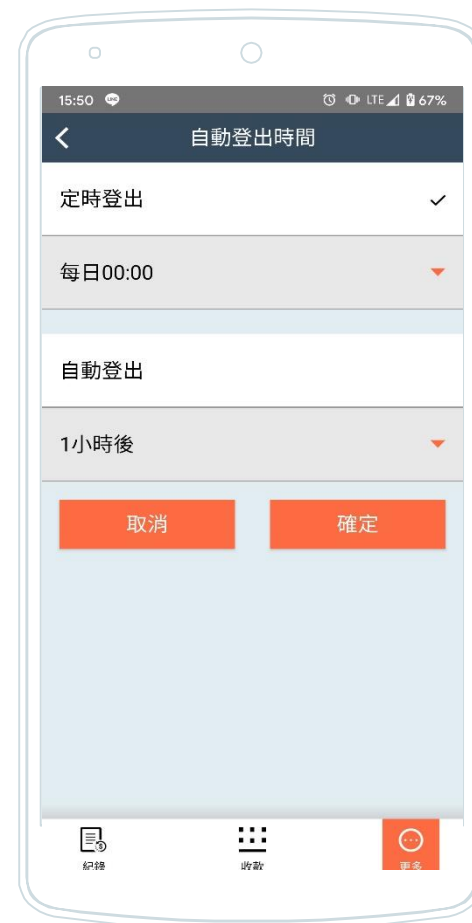 15:50 LTE 67%
自動登出時間
定時登出
每日00:00
自動登出
1小時後
取消 確定
紀錄 收款 更多